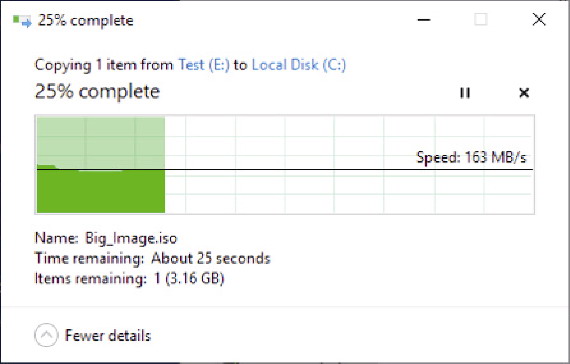 25% complete
Copying 1 item from Test (E:) to Local Disk (C:)
25% complete
Speed: 163 MB/s
Name: Big_Image.iso
Time remaining: About 25 seconds
Items remaining: 1 (3.16 GB)
Fewer details